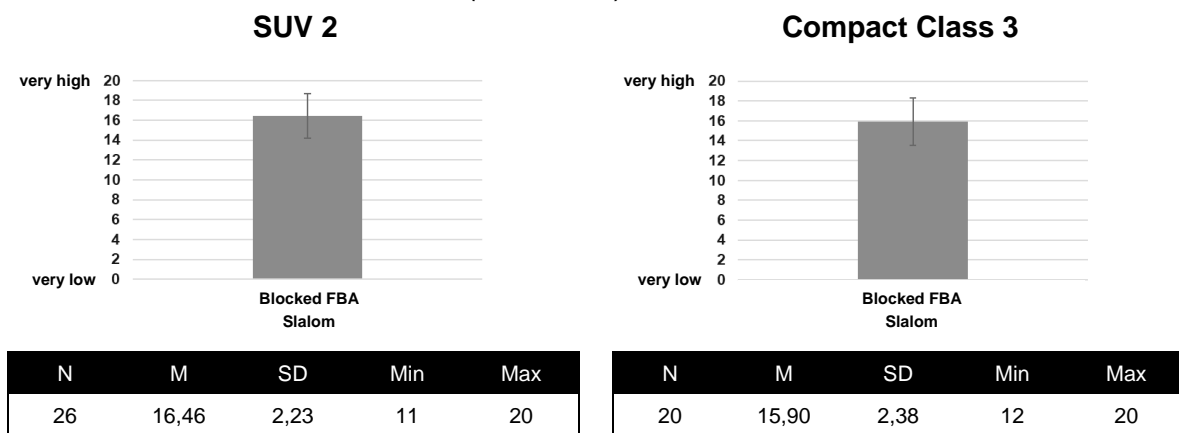 SUV 2
very high 20
18
16
14
12
10
8
6
4
2
very low 0
Blocked FBA
Slalom
N M SD Min Max
26 16,46 2,23 11 20
Compact Class 3
very high 20
18
16
14
12
10
8
6
4
2
very low 0
Blocked FBA
Slalom
N M SD Min Max
20 15,90 2,38 12 20